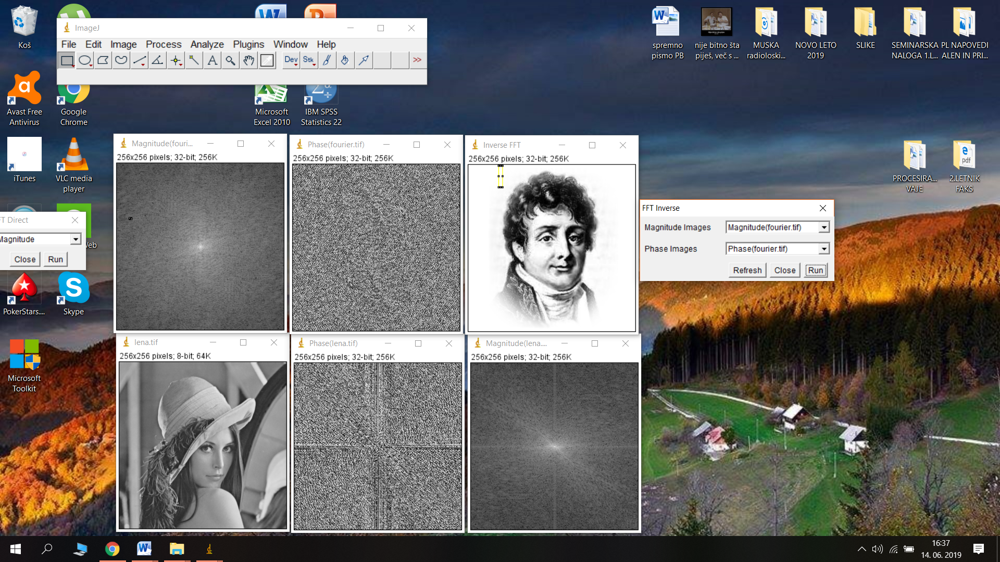 Koš
ImageJ
File Edit Image Process Analyze Plugins Window Help
Dev Stk >>
spremno
pismo PB
nije bitno šta
piješ, več s ...
MUSKA
radioloski...
NOVO LETO
2019
SLIKE
SEMINARSKA
NALOGA 1.L...
PL NAPOVEDI
ALEN IN PRI...
Avast Free
Antivirus
Google
Chrome
Microsoft
Excel 2010
IBM SPSS
Statistics 22
iTunes
VLC media
player
PROCESIRA...
VAJE
pdf
2.LETNIK
FAKS
Magnitude(fouri...
256x256 pixels; 32-bit; 256K
Phase(fourier.tif)
256x256 pixels; 32-bit; 256K
Inverse FFT
256x256 pixels; 32-bit; 256K
FFT Inverse
Magnitude Images Magnitude(fourier.tif)
Phase Images Phase(fourier.tif)
Refresh Close Run
FT Direct
Magnitude
Close Run
PokerStars....
Skype
lena.tif
256x256 pixels; 8-bit; 64K
Phase(lena.tif)
256x256 pixels; 32-bit; 256K
Magnitude(lena....
256x256 pixels; 32-bit; 256K
Microsoft
Toolkit
16:37
14. 06. 2019